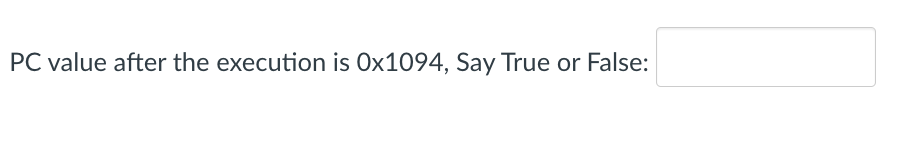 PC value after the execution is 0x1094, Say True or False: